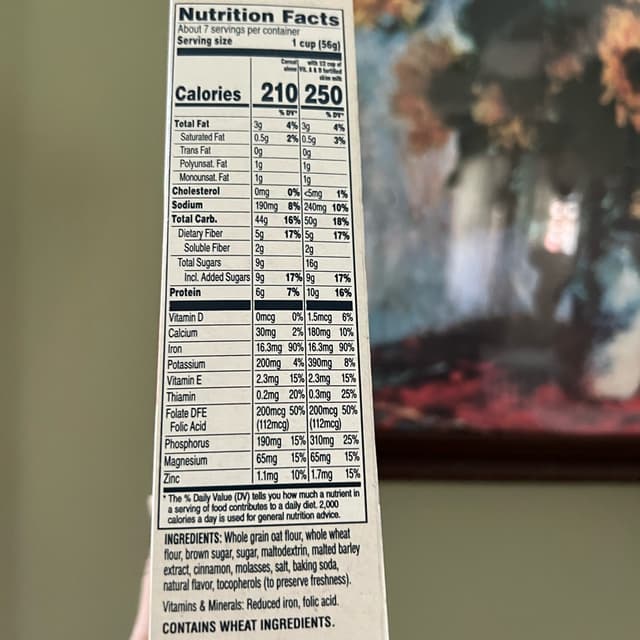 Nutrition Facts
About 7 servings per container
Serving size 1 cup (56g)
Cereal alone with 1/2 cup of Vit. A & D fortified skim milk
Calories 210 250
% DV* % DV*
Total Fat 3g 4% 3g 4%
Saturated Fat 0.5g 2% 0.5g 3%
Trans Fat 0g 0g
Polyunsat. Fat 1g 1g
Monounsat. Fat 1g 1g
Cholesterol 0mg 0% <5mg 1%
Sodium 190mg 8% 240mg 10%
Total Carb. 44g 16% 50g 18%
Dietary Fiber 5g 17% 5g 17%
Soluble Fiber 2g 2g
Total Sugars 9g 16g
Incl. Added Sugars 9g 17% 9g 17%
Protein 6g 7% 10g 16%
Vitamin D 0mcg 0% 1.5mcg 6%
Calcium 30mg 2% 180mg 10%
Iron 16.3mg 90% 16.3mg 90%
Potassium 200mg 4% 390mg 8%
Vitamin E 2.3mg 15% 2.3mg 15%
Thiamin 0.2mg 20% 0.3mg 25%
Folate DFE 200mcg 50% 200mcg 50%
Folic Acid (112mcg) (112mcg)
Phosphorus 190mg 15% 310mg 25%
Magnesium 65mg 15% 65mg 15%
Zinc 1.1mg 10% 1.7mg 15%
* The % Daily Value (DV) tells you how much a nutrient in
a serving of food contributes to a daily diet. 2,000
calories a day is used for general nutrition advice.
INGREDIENTS: Whole grain oat flour, whole wheat
flour, brown sugar, sugar, maltodextrin, malted barley
extract, cinnamon, molasses, salt, baking soda,
natural flavor, tocopherols (to preserve freshness).
Vitamins & Minerals: Reduced iron, folic acid.
CONTAINS WHEAT INGREDIENTS.